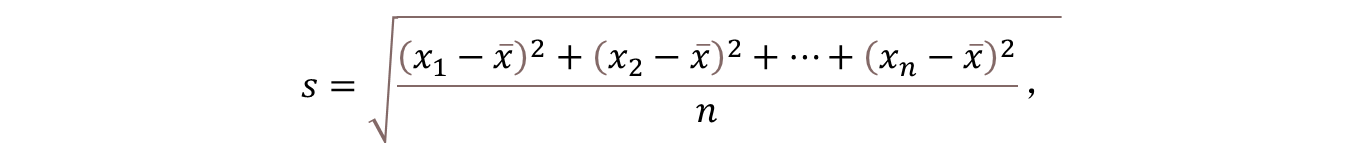 s = √((x₁ − x̄)² + (x₂ − x̄)² + ⋯ + (xₙ − x̄)² / n) ,